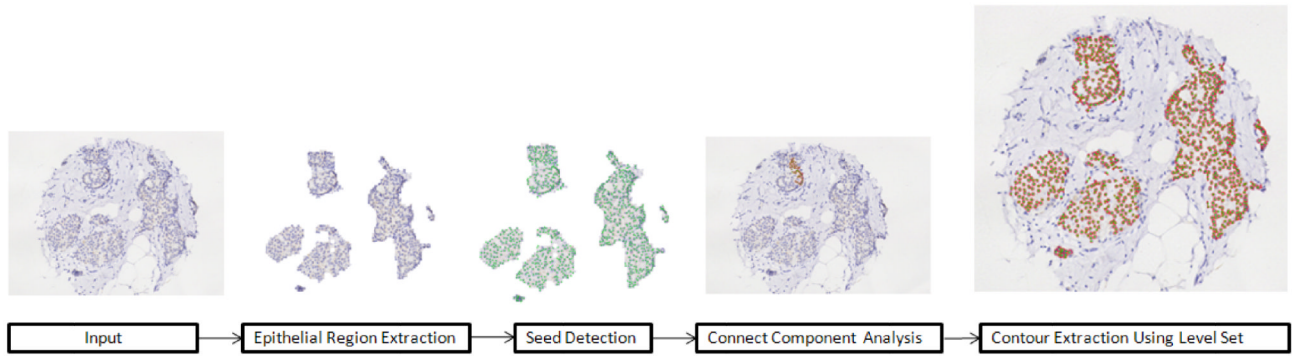 Input
Epithelial Region Extraction
Seed Detection
Connect Component Analysis
Contour Extraction Using Level Set